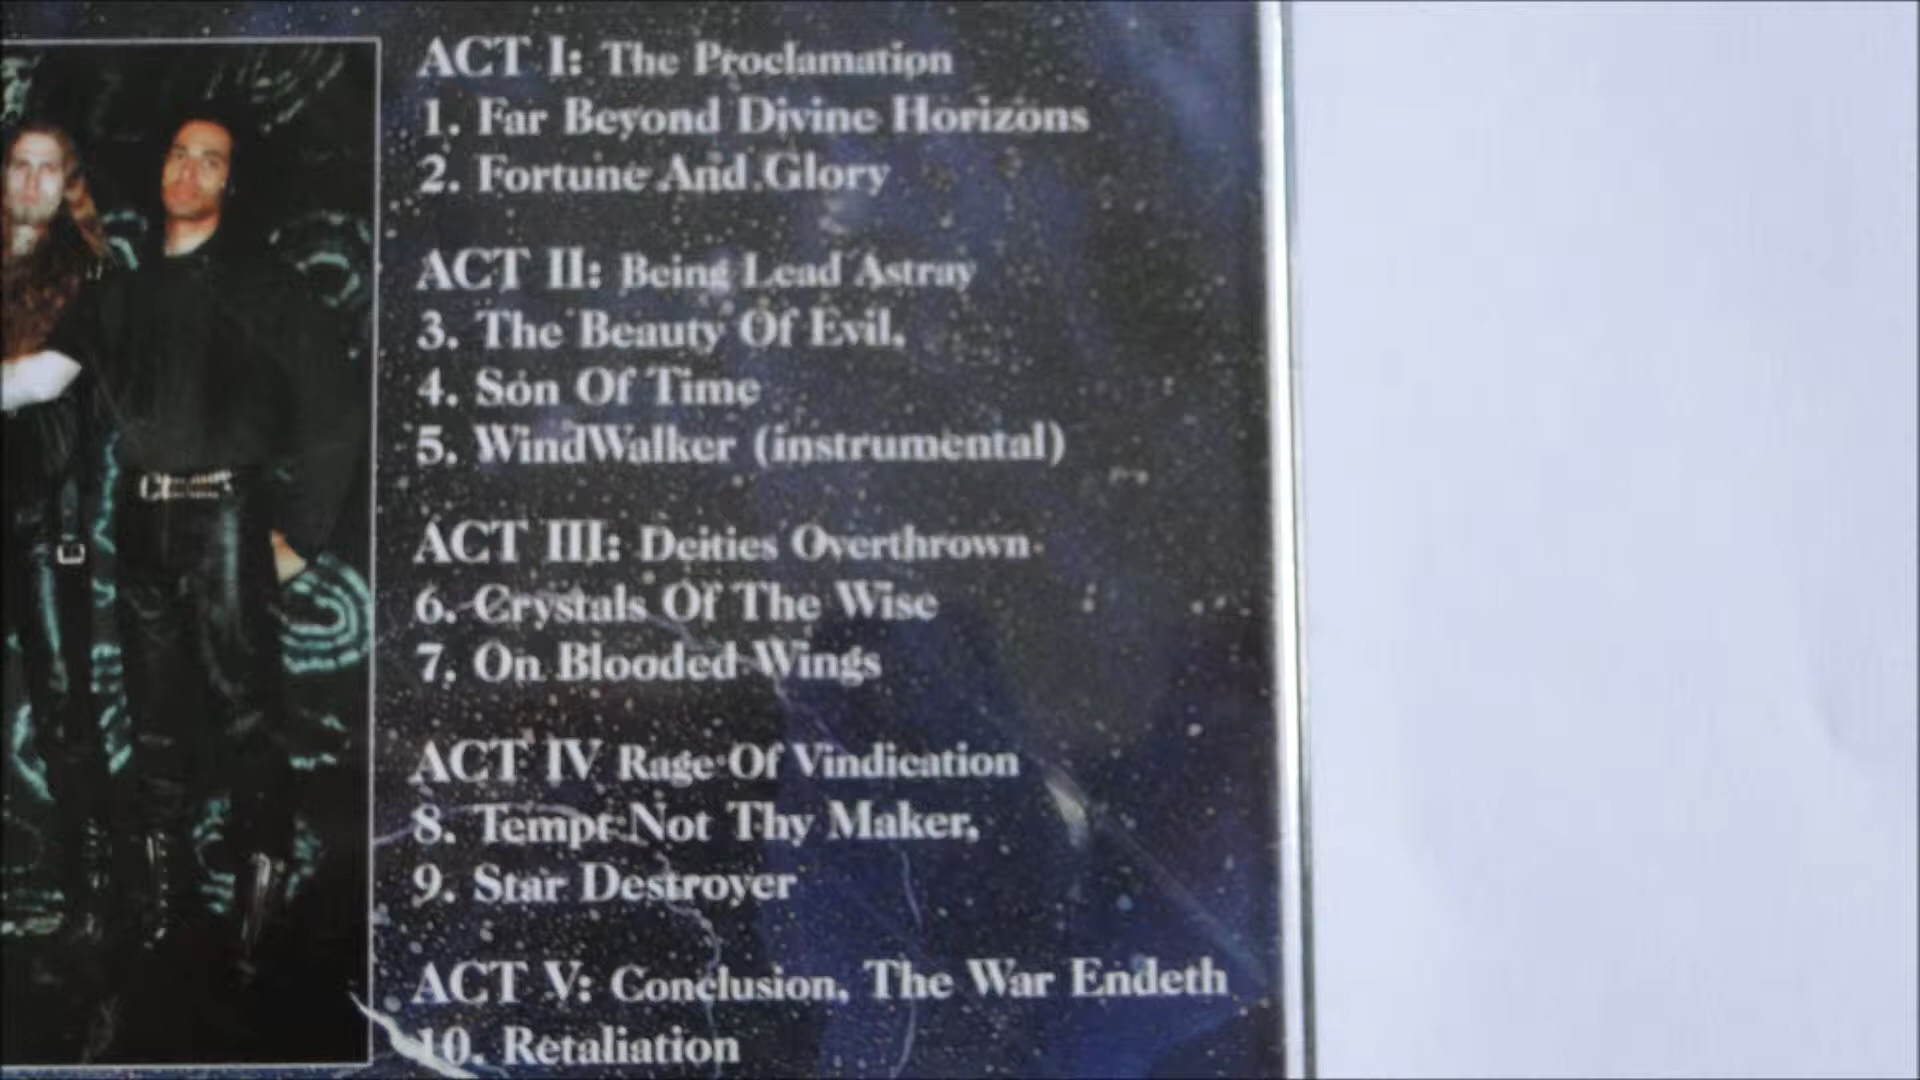 ACT I: The Proclamation
1. Far Beyond Divine Horizons
2. Fortune And Glory
ACT II: Being Lead Astray
3. The Beauty Of Evil,
4. Son Of Time
5. WindWalker (instrumental)
ACT III: Deities Overthrown
6. Crystals Of The Wise
7. On Blooded Wings
ACT IV Rage Of Vindication
8. Tempt Not Thy Maker,
9. Star Destroyer
ACT V: Conclusion, The War Endeth
10. Retaliation